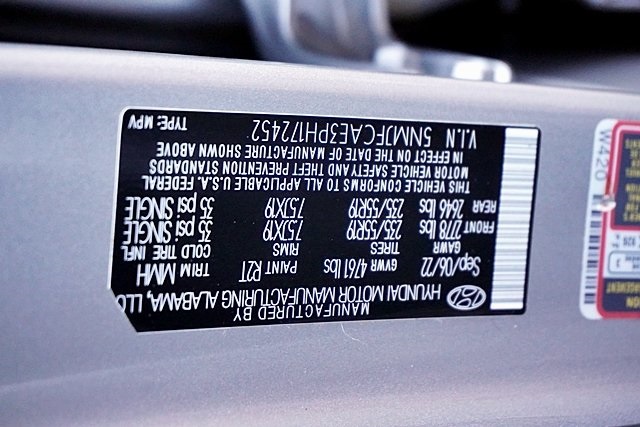 MANUFACTURED BY
HYUNDAI MOTOR MANUFACTURING ALABAMA, LLC
Sep/06/22 GVWR 4761 lbs PAINT R2T TRIM MMH
GAWR TIRES RIMS COLD TIRE INFL
FRONT 2778 lbs 235/55R19 7.5JX19 35 psi SINGLE
REAR 2646 lbs 235/55R19 7.5JX19 35 psi SINGLE
THIS VEHICLE CONFORMS TO ALL APPLICABLE U.S.A. FEDERAL
MOTOR VEHICLE SAFETY AND THEFT PREVENTION STANDARDS
IN EFFECT ON THE DATE OF MANUFACTURE SHOWN ABOVE
V.I.N 5NMJFCAE3PH172452 TYPE: MPV
W4220